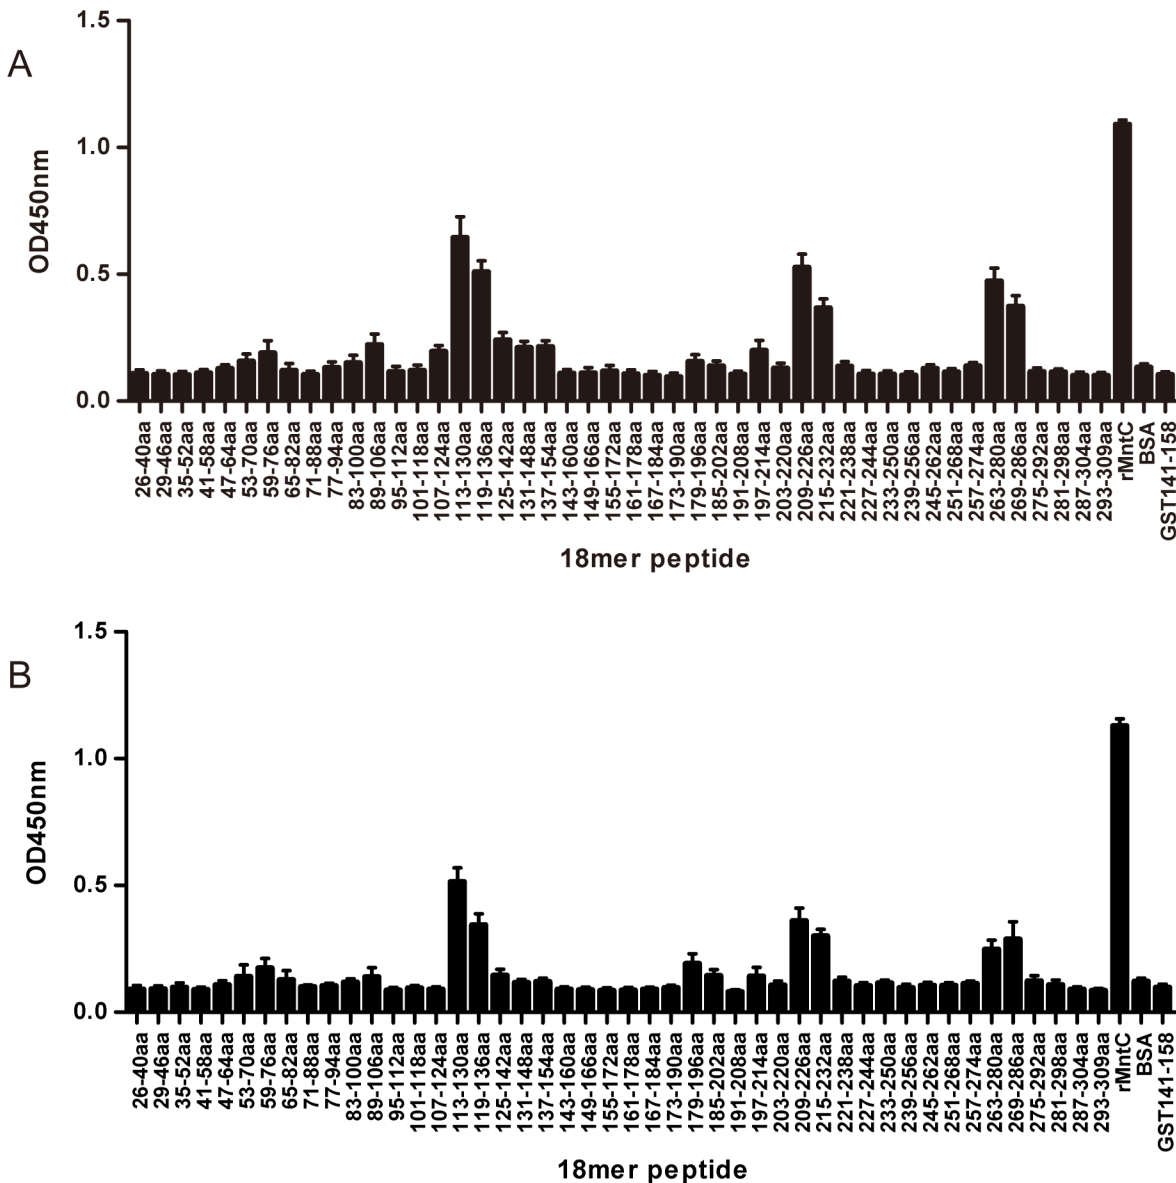 A
1.5
1.0
0.5
0.0
OD450nm
26-40aa
29-46aa
35-52aa
41-58aa
47-64aa
53-70aa
59-76aa
65-82aa
71-88aa
77-94aa
83-100aa
89-106aa
95-112aa
101-118aa
107-124aa
113-130aa
119-136aa
125-142aa
131-148aa
137-154aa
143-160aa
149-166aa
155-172aa
161-178aa
167-184aa
173-190aa
179-196aa
185-202aa
191-208aa
197-214aa
203-220aa
209-226aa
215-232aa
221-238aa
227-244aa
233-250aa
239-256aa
245-262aa
251-268aa
257-274aa
263-280aa
269-286aa
275-292aa
281-298aa
287-304aa
293-309aa
rMntC
BSA
GST141-158
18mer peptide
B
1.5
1.0
0.5
0.0
OD450nm
26-40aa
29-46aa
35-52aa
41-58aa
47-64aa
53-70aa
59-76aa
65-82aa
71-88aa
77-94aa
83-100aa
89-106aa
95-112aa
101-118aa
107-124aa
113-130aa
119-136aa
125-142aa
131-148aa
137-154aa
143-160aa
149-166aa
155-172aa
161-178aa
167-184aa
173-190aa
179-196aa
185-202aa
191-208aa
197-214aa
203-220aa
209-226aa
215-232aa
221-238aa
227-244aa
233-250aa
239-256aa
245-262aa
251-268aa
257-274aa
263-280aa
269-286aa
275-292aa
281-298aa
287-304aa
293-309aa
rMntC
BSA
GST141-158
18mer peptide